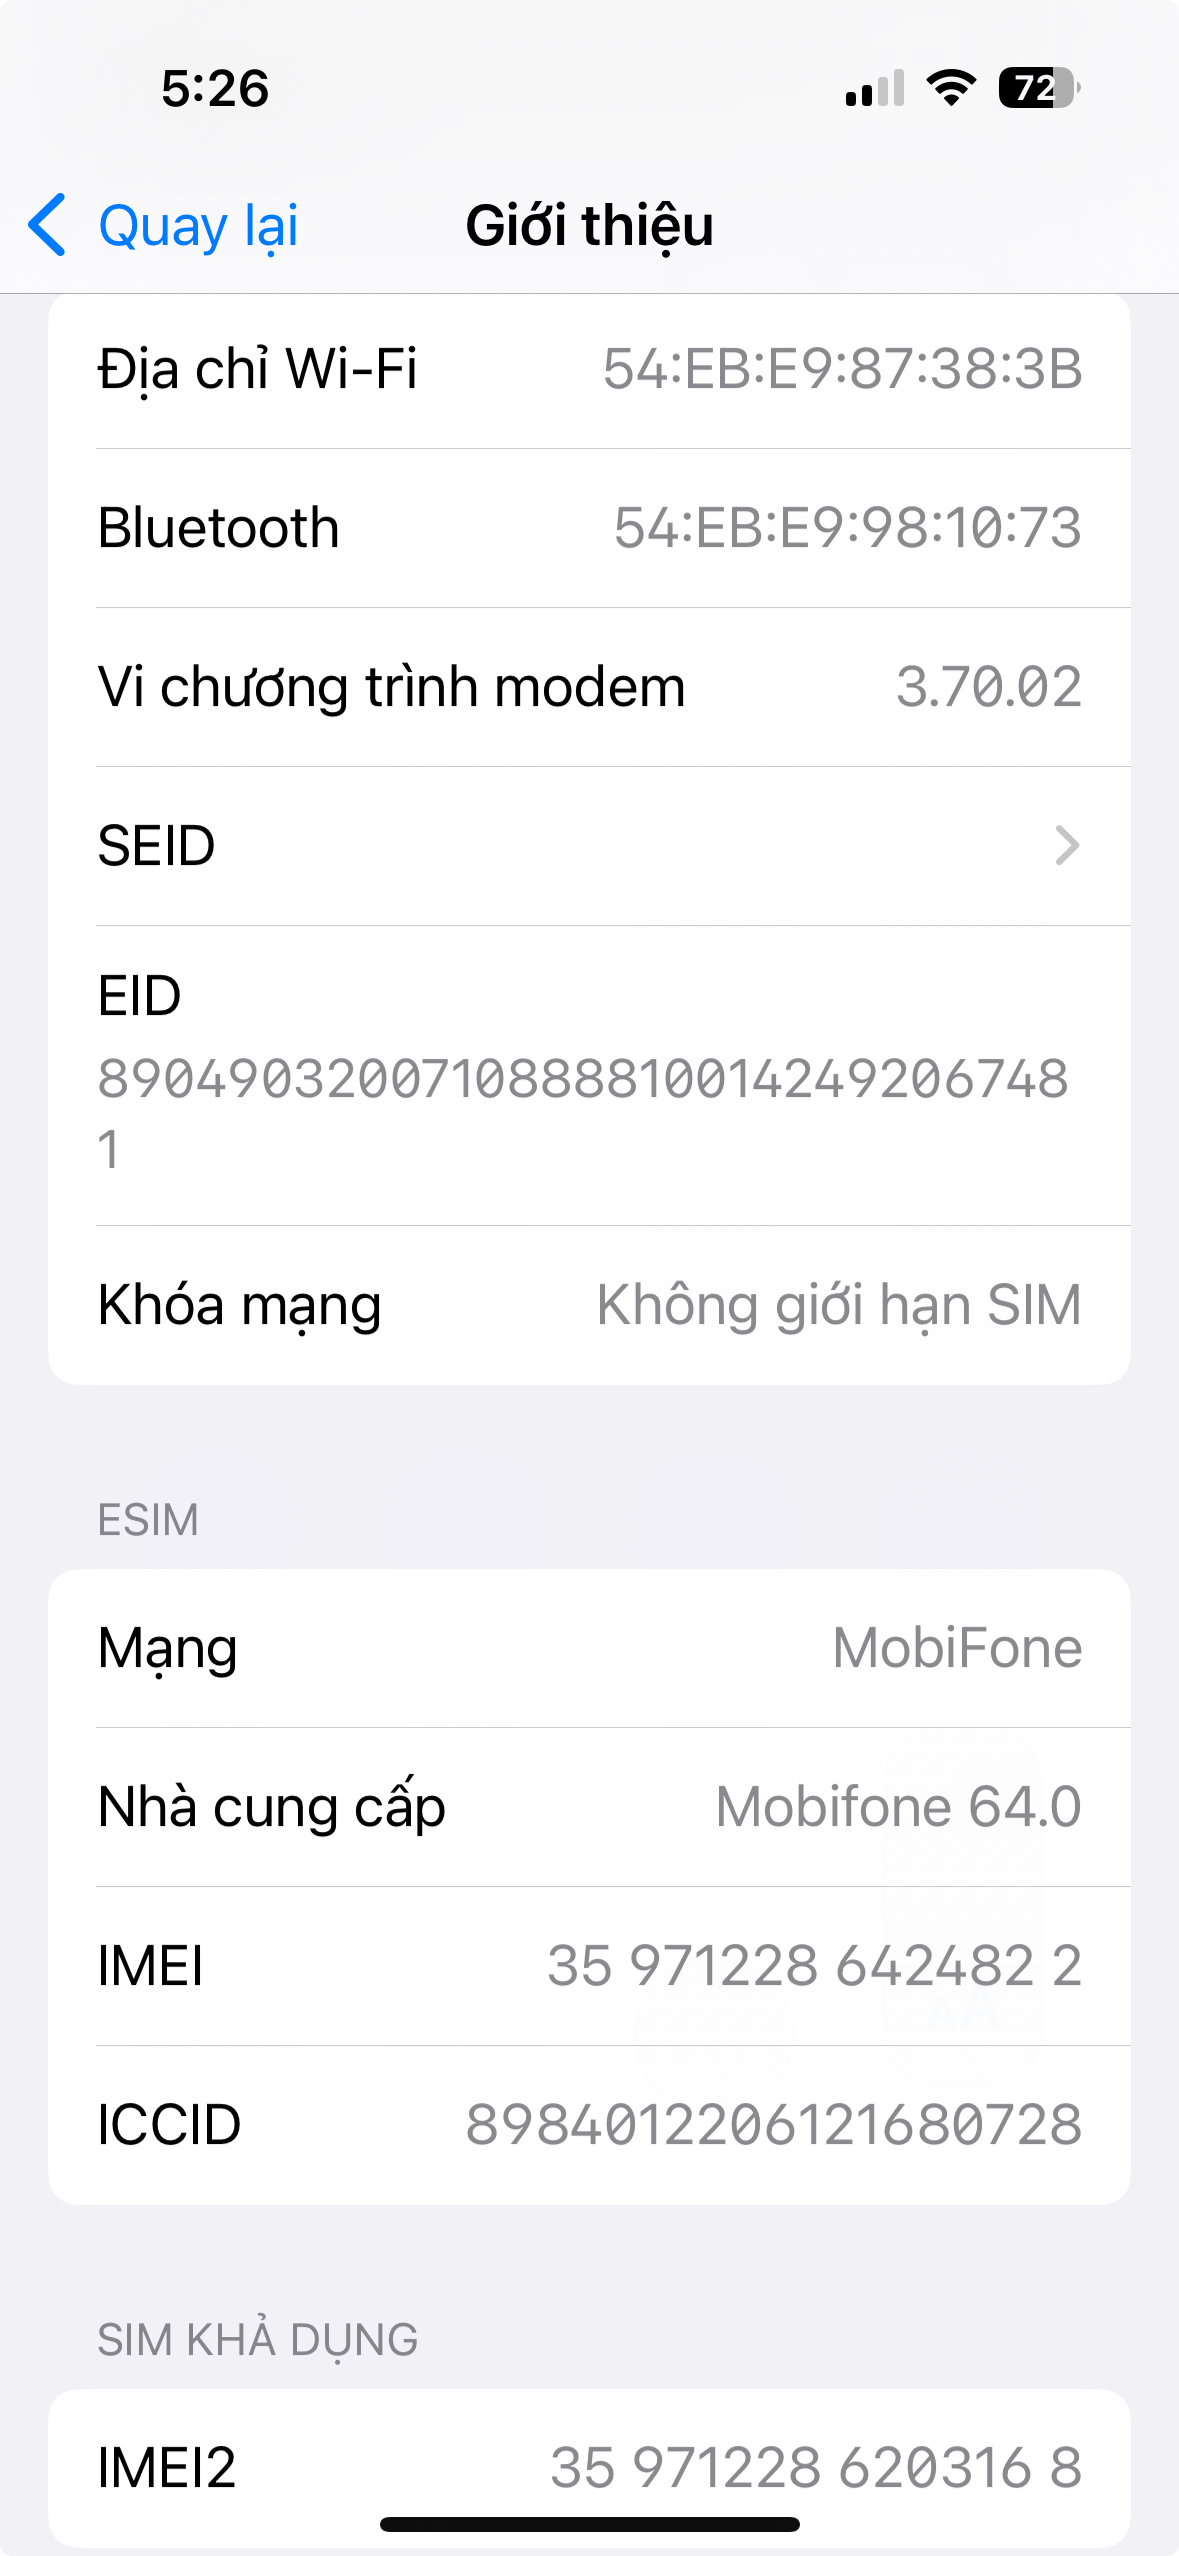 5:26
72
Quay lại
Giới thiệu
Địa chỉ Wi-Fi 54:EB:E9:87:38:3B
Bluetooth 54:EB:E9:98:10:73
Vi chương trình modem 3.70.02
SEID
EID
8904903200710888810014249206748
1
Khóa mạng Không giới hạn SIM
ESIM
Mạng MobiFone
Nhà cung cấp Mobifone 64.0
IMEI 35 971228 642482 2
ICCID 8984012206121680728
SIM KHẢ DỤNG
IMEI2 35 971228 620316 8